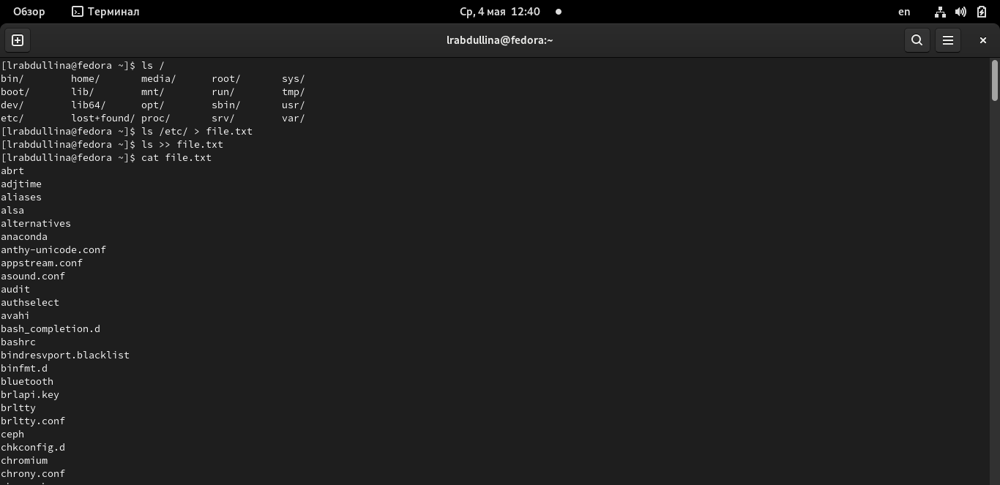 Обзор Терминал Ср, 4 мая 12:40 en
lrabdullina@fedora:~
[lrabdullina@fedora ~]$ ls /
bin/ home/ media/ root/ sys/
boot/ lib/ mnt/ run/ tmp/
dev/ lib64/ opt/ sbin/ usr/
etc/ lost+found/ proc/ srv/ var/
[lrabdullina@fedora ~]$ ls /etc/ > file.txt
[lrabdullina@fedora ~]$ ls >> file.txt
[lrabdullina@fedora ~]$ cat file.txt
abrt
adjtime
aliases
alsa
alternatives
anaconda
anthy-unicode.conf
appstream.conf
asound.conf
audit
authselect
avahi
bash_completion.d
bashrc
bindresvport.blacklist
binfmt.d
bluetooth
brlapi.key
brltty
brltty.conf
ceph
chkconfig.d
chromium
chrony.conf